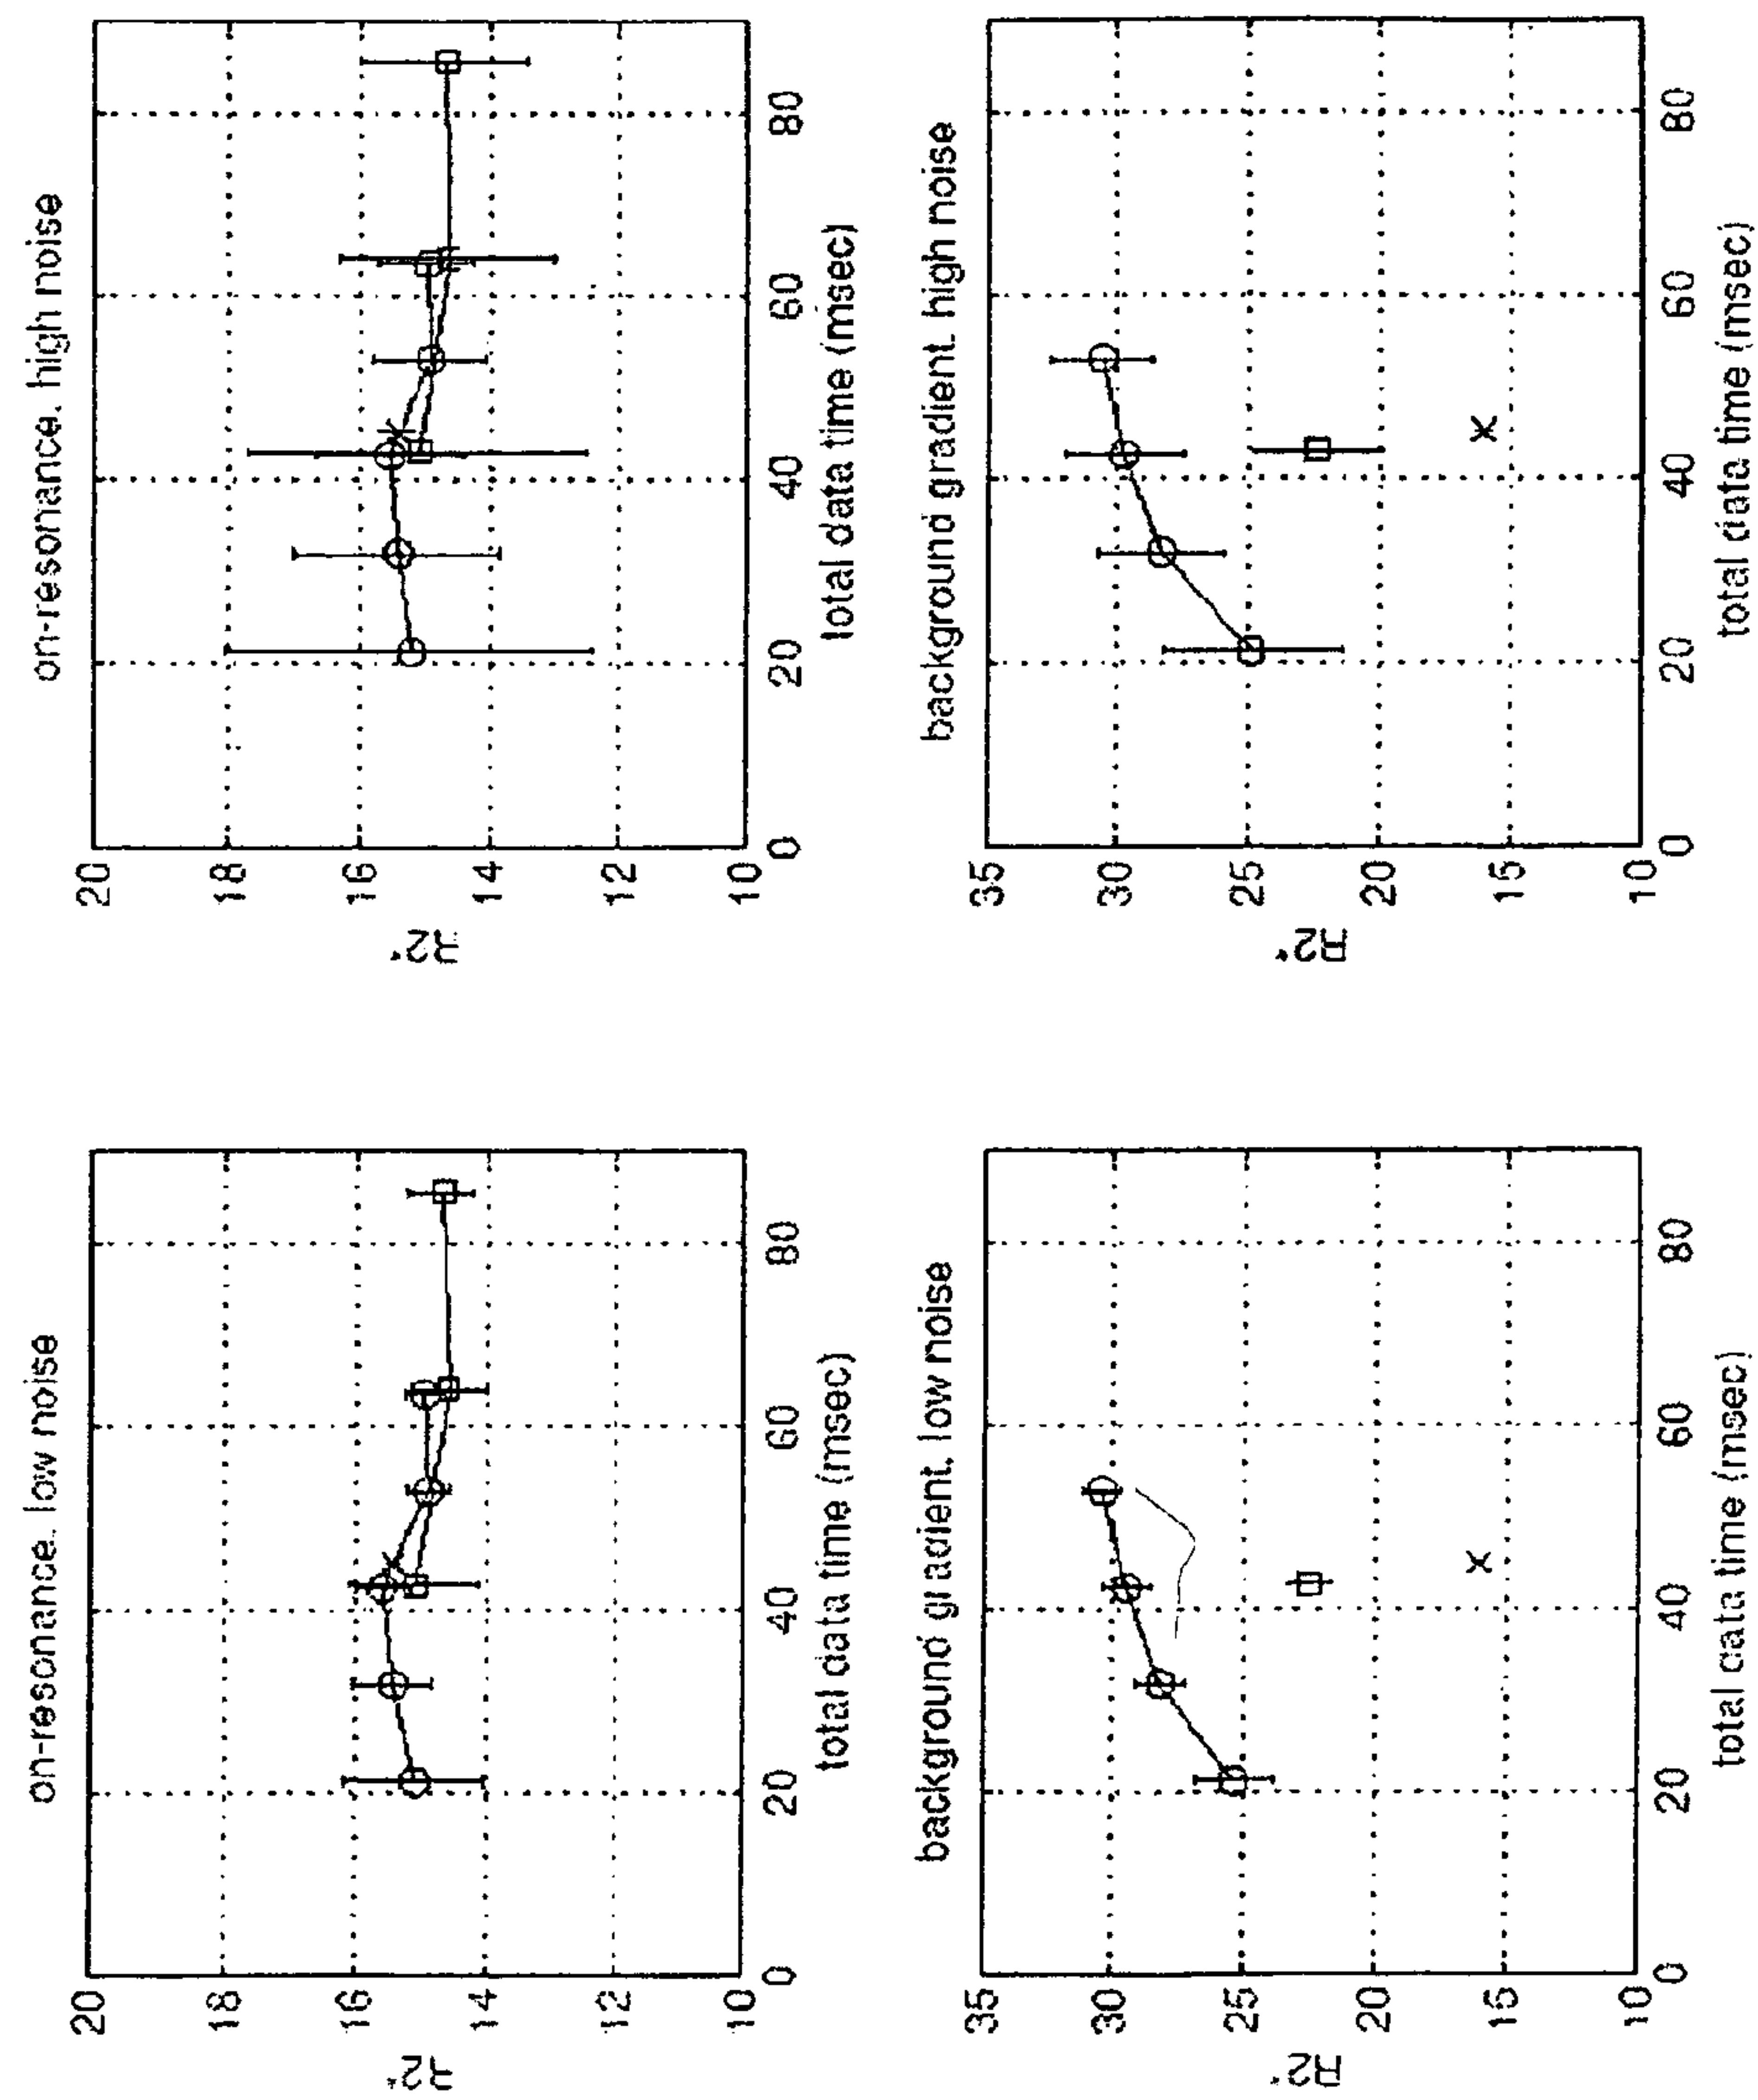 on-resonance, low noise
20
18
16
14
12
10
R2*
0 20 40 60 80
total data time (msec)
on-resonance, high noise
20
18
16
14
12
10
R2*
0 20 40 60 80
total data time (msec)
background gradient, low noise
35
30
25
20
15
10
R2*
0 20 40 60 80
total data time (msec)
background gradient, high noise
35
30
25
20
15
10
R2*
0 20 40 60 80
total data time (msec)